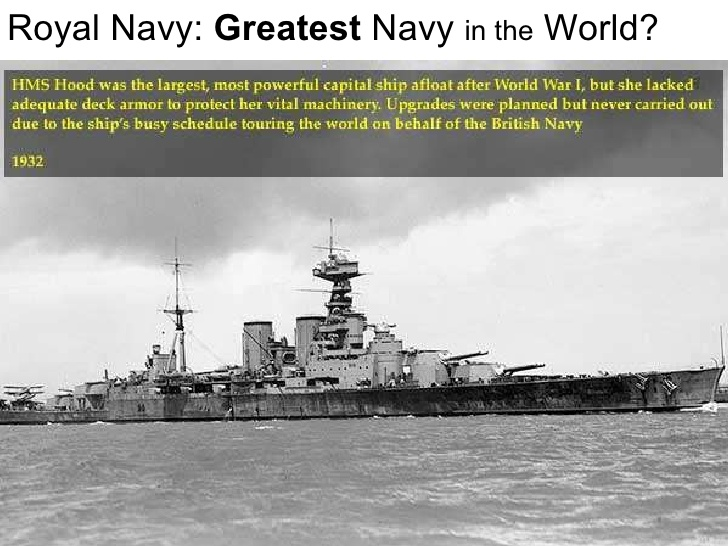 Royal Navy: Greatest Navy in the World?
HMS Hood was the largest, most powerful capital ship afloat after World War I, but she lacked
adequate deck armor to protect her vital machinery. Upgrades were planned but never carried out
due to the ship's busy schedule touring the world on behalf of the British Navy
1932